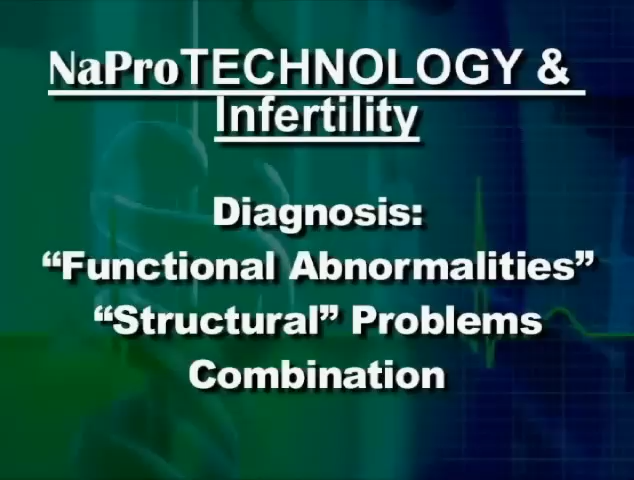 NaProTECHNOLOGY &
Infertility
Diagnosis:
“Functional Abnormalities”
“Structural” Problems
Combination